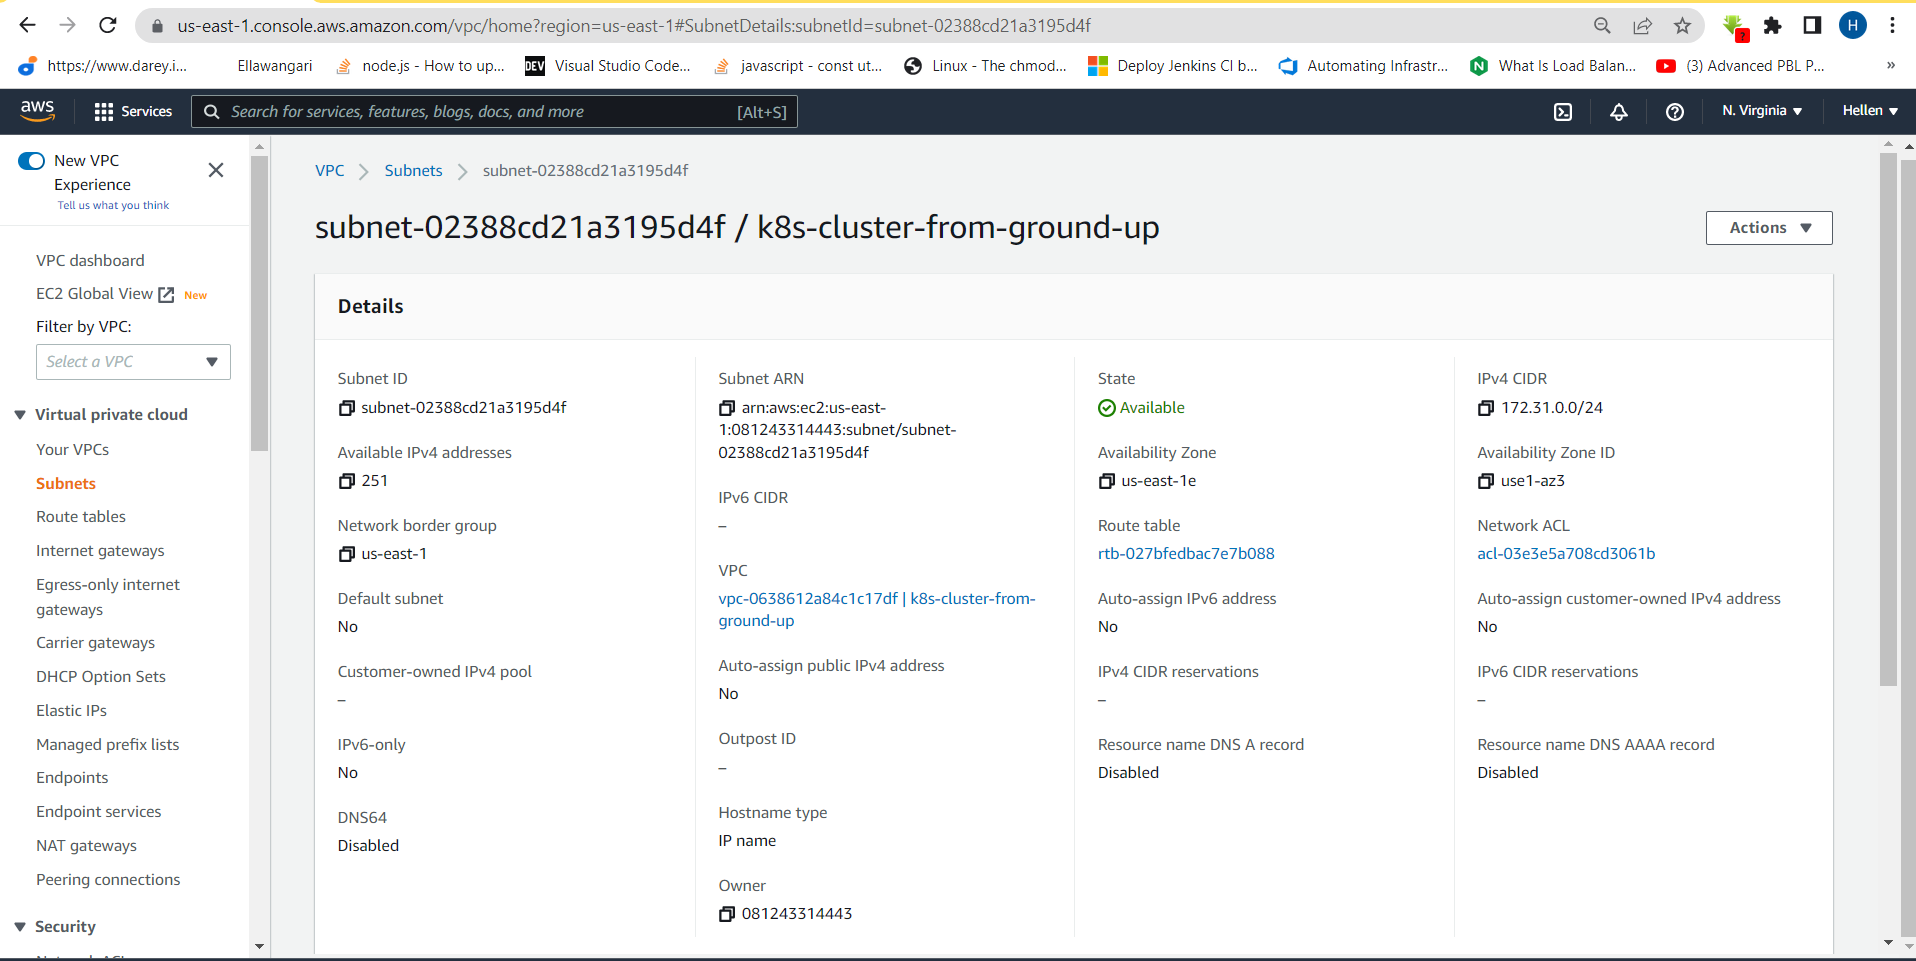 us-east-1.console.aws.amazon.com/vpc/home?region=us-east-1#SubnetDetails:subnetId=subnet-02388cd21a3195d4f
?
H
https://www.darey.i...
Ellawangari
node.js - How to up...
DEV
Visual Studio Code...
javascript - const ut...
Linux - The chmod...
Deploy Jenkins CI b...
Automating Infrastr...
N
What Is Load Balan...
(3) Advanced PBL P...
»
aws
Services
Search for services, features, blogs, docs, and more
[Alt+S]
N. Virginia
Hellen
New VPC
Experience
Tell us what you think
VPC dashboard
EC2 Global View
New
Filter by VPC:
Select a VPC
Virtual private cloud
Your VPCs
Subnets
Route tables
Internet gateways
Egress-only internet
gateways
Carrier gateways
DHCP Option Sets
Elastic IPs
Managed prefix lists
Endpoints
Endpoint services
NAT gateways
Peering connections
Security
VPC
Subnets
subnet-02388cd21a3195d4f
subnet-02388cd21a3195d4f / k8s-cluster-from-ground-up
Actions
Details
Subnet ID
subnet-02388cd21a3195d4f
Available IPv4 addresses
251
Network border group
us-east-1
Default subnet
No
Customer-owned IPv4 pool
–
IPv6-only
No
DNS64
Disabled
Subnet ARN
arn:aws:ec2:us-east-
1:081243314443:subnet/subnet-
02388cd21a3195d4f
IPv6 CIDR
–
VPC
vpc-0638612a84c1c17df | k8s-cluster-from-
ground-up
Auto-assign public IPv4 address
No
Outpost ID
–
Hostname type
IP name
Owner
081243314443
State
Available
Availability Zone
us-east-1e
Route table
rtb-027bfedbac7e7b088
Auto-assign IPv6 address
No
IPv4 CIDR reservations
–
Resource name DNS A record
Disabled
IPv4 CIDR
172.31.0.0/24
Availability Zone ID
use1-az3
Network ACL
acl-03e3e5a708cd3061b
Auto-assign customer-owned IPv4 address
No
IPv6 CIDR reservations
–
Resource name DNS AAAA record
Disabled